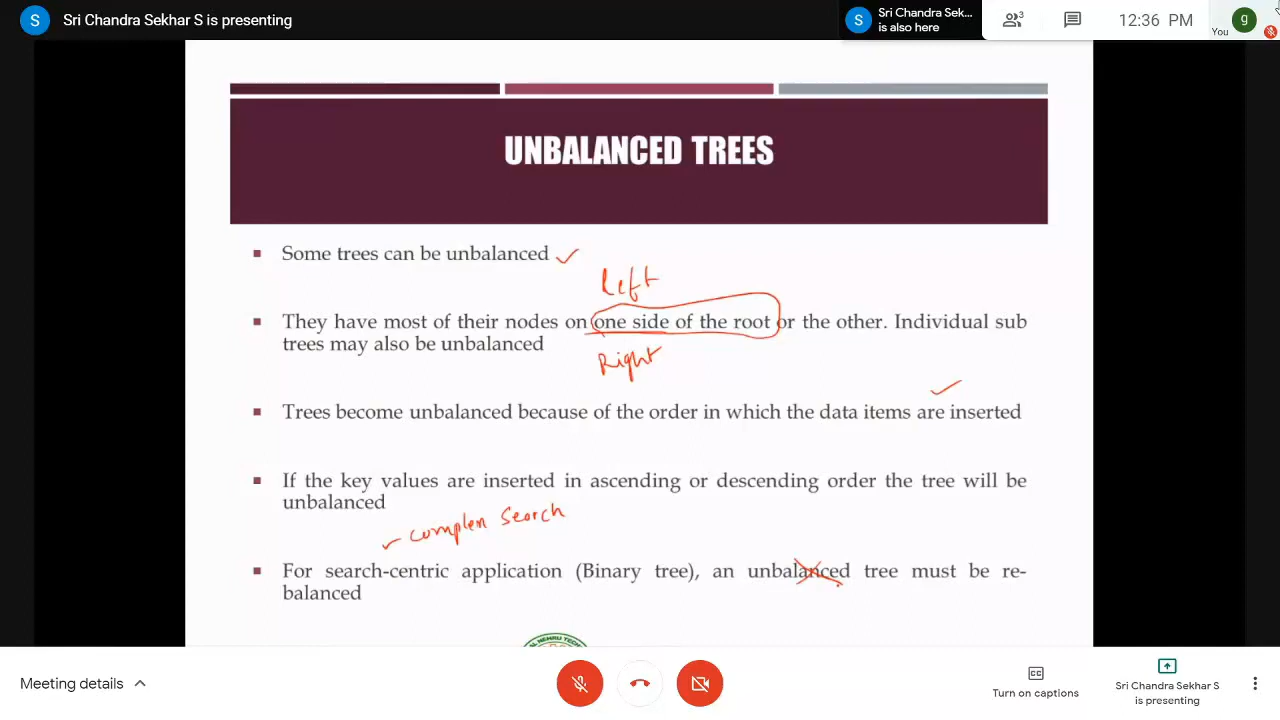 S Sri Chandra Sekhar S is presenting
S Sri Chandra Sek...
is also here
3
12:36 PM
You
g
UNBALANCED TREES
▪ Some trees can be unbalanced ✓
Left
▪ They have most of their nodes on one side of the root or the other. Individual sub
trees may also be unbalanced
Right
▪ Trees become unbalanced because of the order in which the data items are inserted
▪ If the key values are inserted in ascending or descending order the tree will be
unbalanced
✓ complex search
▪ For search-centric application (Binary tree), an unbalanced tree must be re-
balanced
Meeting details
CC
Turn on captions
Sri Chandra Sekhar S
is presenting